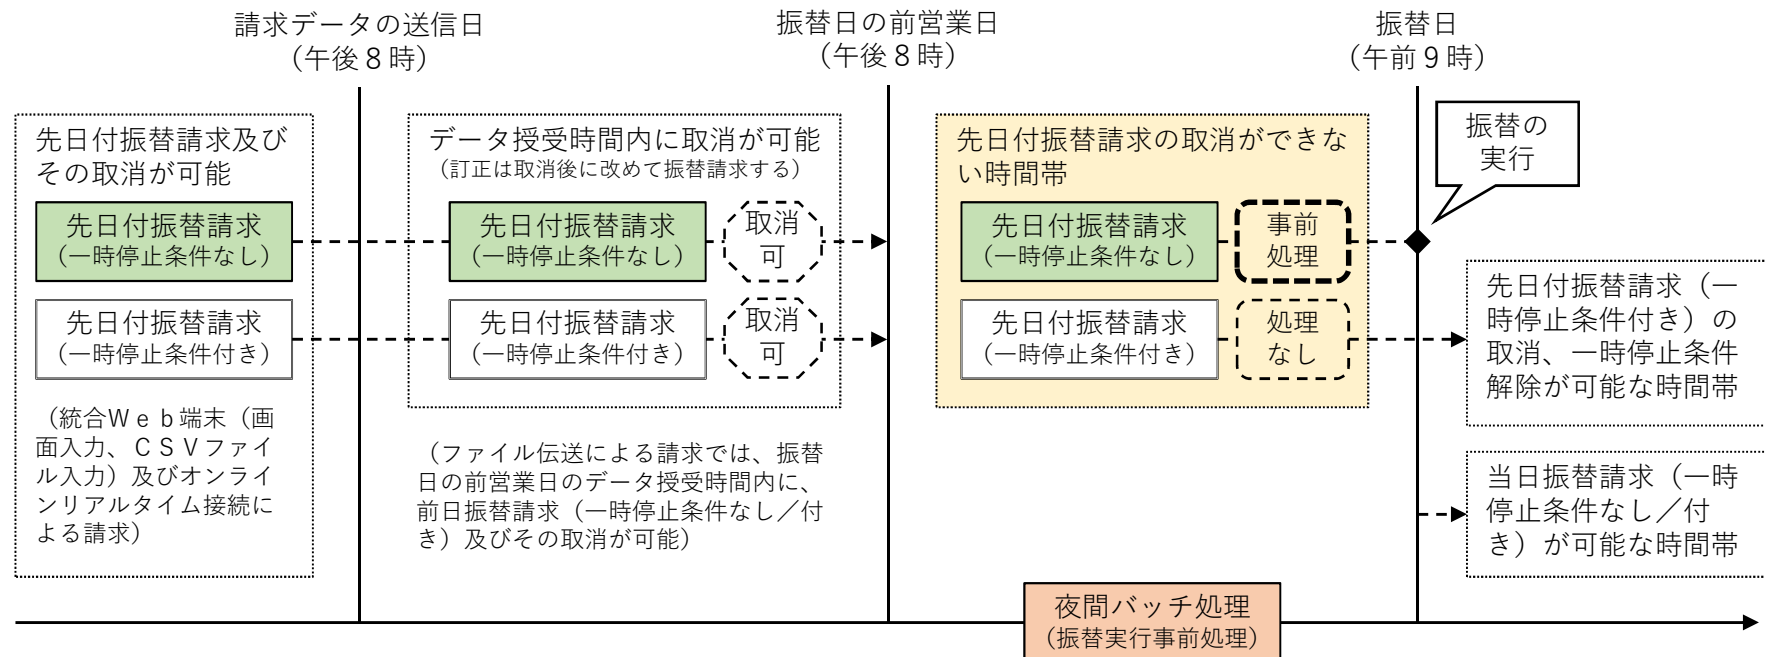 請求データの送信日
（午後８時）
振替日の前営業日
（午後８時）
振替日
（午前９時）
先日付振替請求及び
その取消が可能
先日付振替請求
（一時停止条件なし）
先日付振替請求
（一時停止条件付き）
（統合Ｗｅｂ端末（画
面入力、ＣＳＶファイ
ル入力）及びオンライ
ンリアルタイム接続に
よる請求）
データ授受時間内に取消が可能
（訂正は取消後に改めて振替請求する）
先日付振替請求
（一時停止条件なし）
取消
可
先日付振替請求
（一時停止条件付き）
取消
可
（ファイル伝送による請求では、振替
日の前営業日のデータ授受時間内に、
前日振替請求（一時停止条件なし／付
き）及びその取消が可能）
先日付振替請求の取消ができな
い時間帯
先日付振替請求
（一時停止条件なし）
事前
処理
先日付振替請求
（一時停止条件付き）
処理
なし
振替の
実行
先日付振替請求（一
時停止条件付き）の
取消、一時停止条件
解除が可能な時間帯
当日振替請求（一時
停止条件なし／付
き）が可能な時間帯
夜間バッチ処理
（振替実行事前処理）